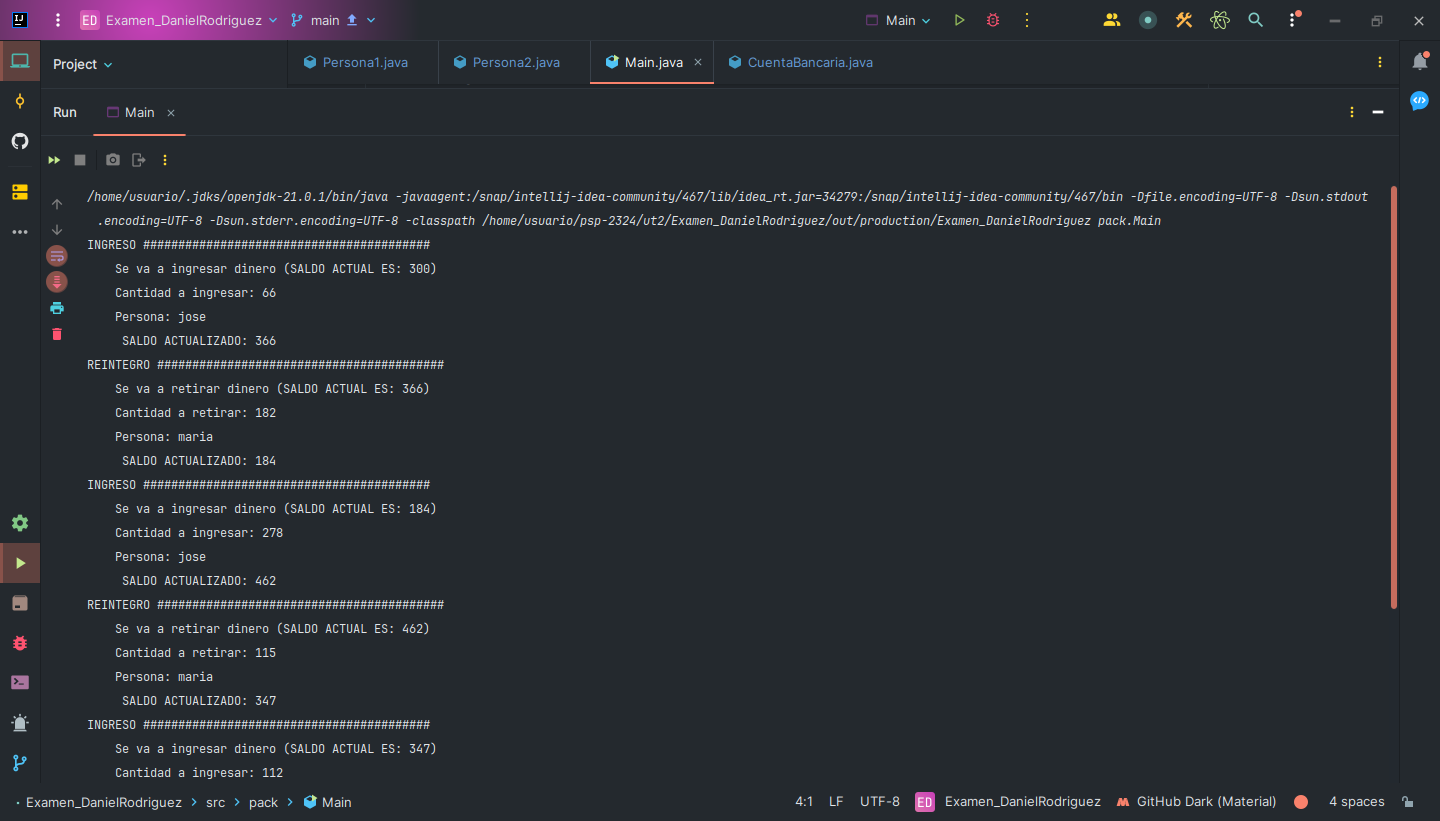 IJ
ED Examen_DanielRodriguez
main
Main
Project
Persona1.java
Persona2.java
Main.java
CuentaBancaria.java
Run
Main
/home/usuario/.jdks/openjdk-21.0.1/bin/java -javaagent:/snap/intellij-idea-community/467/lib/idea_rt.jar=34279:/snap/intellij-idea-community/467/bin -Dfile.encoding=UTF-8 -Dsun.stdout
.encoding=UTF-8 -Dsun.stderr.encoding=UTF-8 -classpath /home/usuario/psp-2324/ut2/Examen_DanielRodriguez/out/production/Examen_DanielRodriguez pack.Main
INGRESO #########################################
Se va a ingresar dinero (SALDO ACTUAL ES: 300)
Cantidad a ingresar: 66
Persona: jose
SALDO ACTUALIZADO: 366
REINTEGRO #########################################
Se va a retirar dinero (SALDO ACTUAL ES: 366)
Cantidad a retirar: 182
Persona: maria
SALDO ACTUALIZADO: 184
INGRESO #########################################
Se va a ingresar dinero (SALDO ACTUAL ES: 184)
Cantidad a ingresar: 278
Persona: jose
SALDO ACTUALIZADO: 462
REINTEGRO #########################################
Se va a retirar dinero (SALDO ACTUAL ES: 462)
Cantidad a retirar: 115
Persona: maria
SALDO ACTUALIZADO: 347
INGRESO #########################################
Se va a ingresar dinero (SALDO ACTUAL ES: 347)
Cantidad a ingresar: 112
Examen_DanielRodriguez > src > pack > Main
4:1
LF
UTF-8
ED Examen_DanielRodriguez
GitHub Dark (Material)
4 spaces